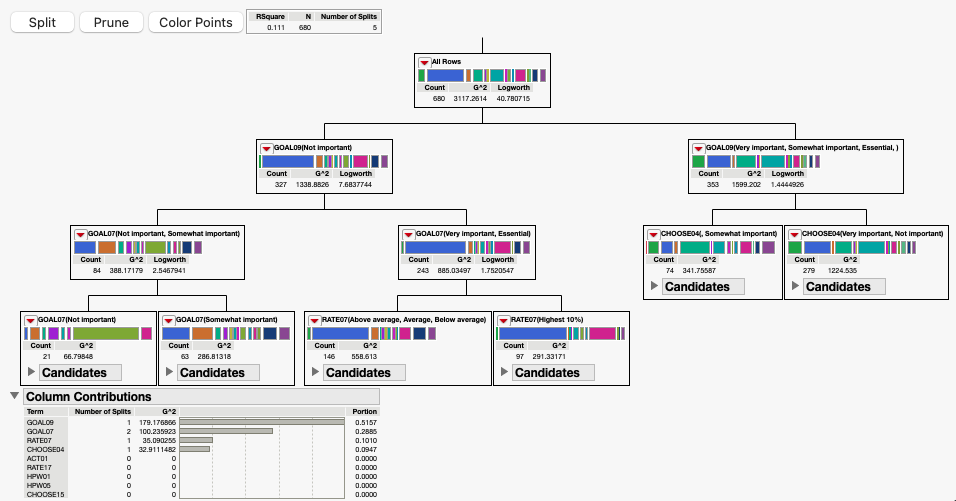 Split Prune Color Points
RSquare N Number of Splits
0.111 680 5
All Rows
Count G^2 Logworth
680 3117.2614 40.780715
GOAL09(Not important)
Count G^2 Logworth
327 1338.8826 7.6837744
GOAL09(Very important, Somewhat important, Essential, )
Count G^2 Logworth
353 1599.202 1.4444926
GOAL07(Not important, Somewhat important)
Count G^2 Logworth
84 388.17179 2.5467941
GOAL07(Very important, Essential)
Count G^2 Logworth
243 885.03497 1.7520547
CHOOSE04(, Somewhat important)
Count G^2
74 341.75587
Candidates
CHOOSE04(Very important, Not important)
Count G^2
279 1224.535
Candidates
GOAL07(Not important)
Count G^2
21 66.79848
Candidates
GOAL07(Somewhat important)
Count G^2
63 286.81318
Candidates
RATE07(Above average, Average, Below average)
Count G^2
146 558.613
Candidates
RATE07(Highest 10%)
Count G^2
97 291.33171
Candidates
Column Contributions
Term Number of Splits G^2 Portion
GOAL09 1 179.176866 0.5157
GOAL07 2 100.235923 0.2885
RATE07 1 35.090255 0.1010
CHOOSE04 1 32.9111482 0.0947
ACT01 0 0 0.0000
RATE17 0 0 0.0000
HPW01 0 0 0.0000
HPW05 0 0 0.0000
CHOOSE15 0 0 0.0000